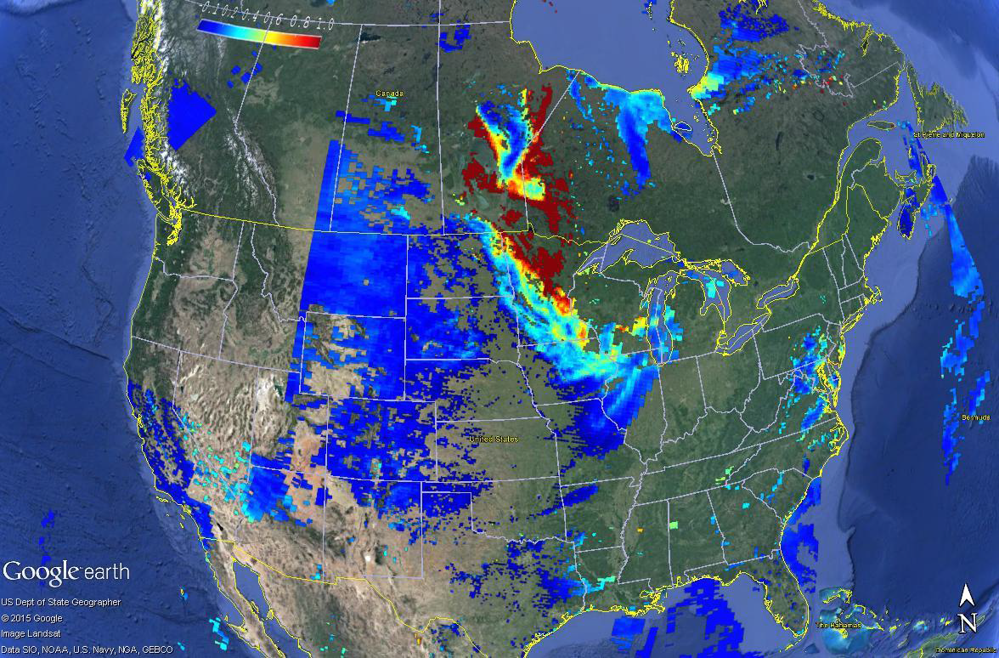 -0.1 0.2 0.4 0.6 0.8 1.0
Canada
St Pierre and Miquelon
Bermuda
United States
Google earth
US Dept of State Geographer
© 2015 Google
Image Landsat
Data SIO, NOAA, U.S. Navy, NGA, GEBCO
N
The Bahamas
Dominican Republic